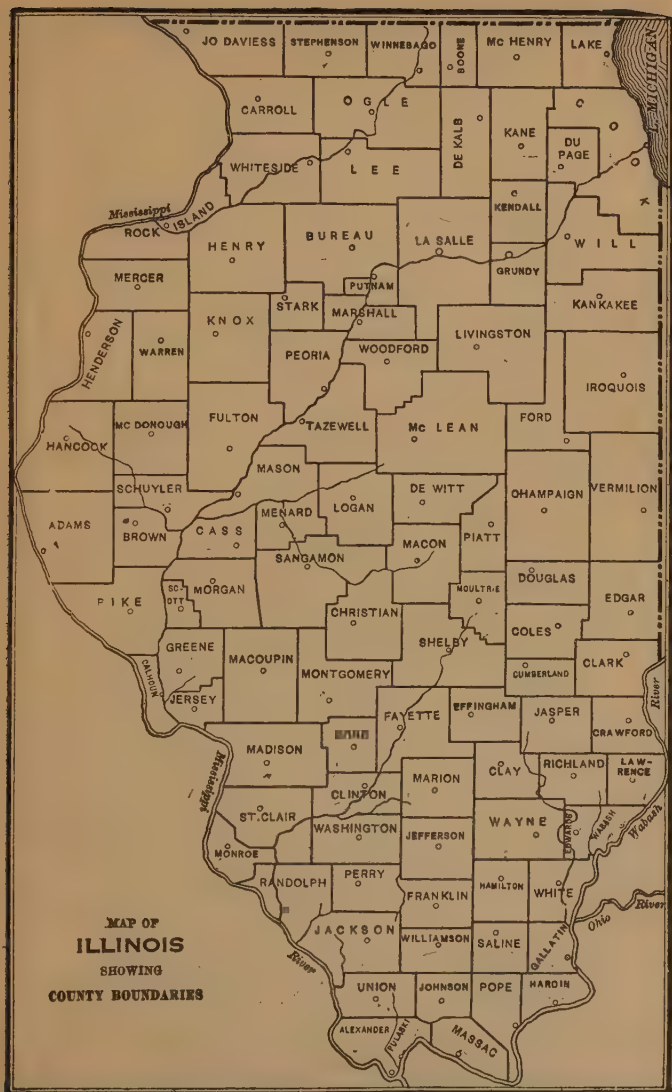 JO DAVIESS STEPHENSON WINNEBAGO BOONE MC HENRY LAKE
L. MICHIGAN
CARROLL OGLE DE KALB KANE COOK
DU PAGE
WHITESIDE LEE
KENDALL
Mississippi
ROCK ISLAND HENRY BUREAU LA SALLE WILL
GRUNDY
MERCER PUTNAM
KANKAKEE
STARK MARSHALL
HENDERSON WARREN KNOX LIVINGSTON
PEORIA WOODFORD
IROQUOIS
HANCOCK MC DONOUGH FULTON TAZEWELL MC LEAN FORD
MASON
SCHUYLER DE WITT CHAMPAIGN VERMILION
ADAMS BROWN CASS MENARD LOGAN
PIATT
SANGAMON MACON
DOUGLAS
PIKE SCOTT MORGAN MOULTRIE EDGAR
CHRISTIAN
COLES
GREENE SHELBY
CALHOUN MACOUPIN MONTGOMERY CUMBERLAND CLARK
River
JERSEY
FAYETTE EFFINGHAM JASPER CRAWFORD
MADISON
Mississippi CLAY RICHLAND LAW-
RENCE
MARION
CLINTON
ST. CLAIR WAYNE EDWARDS WABASH Wabash
WASHINGTON JEFFERSON
MONROE
RANDOLPH PERRY HAMILTON WHITE
FRANKLIN
Ohio River
JACKSON WILLIAMSON SALINE GALLATIN
River
MAP OF
ILLINOIS
SHOWING
COUNTY BOUNDARIES
UNION JOHNSON POPE HARDIN
ALEXANDER PULASKI MASSAC